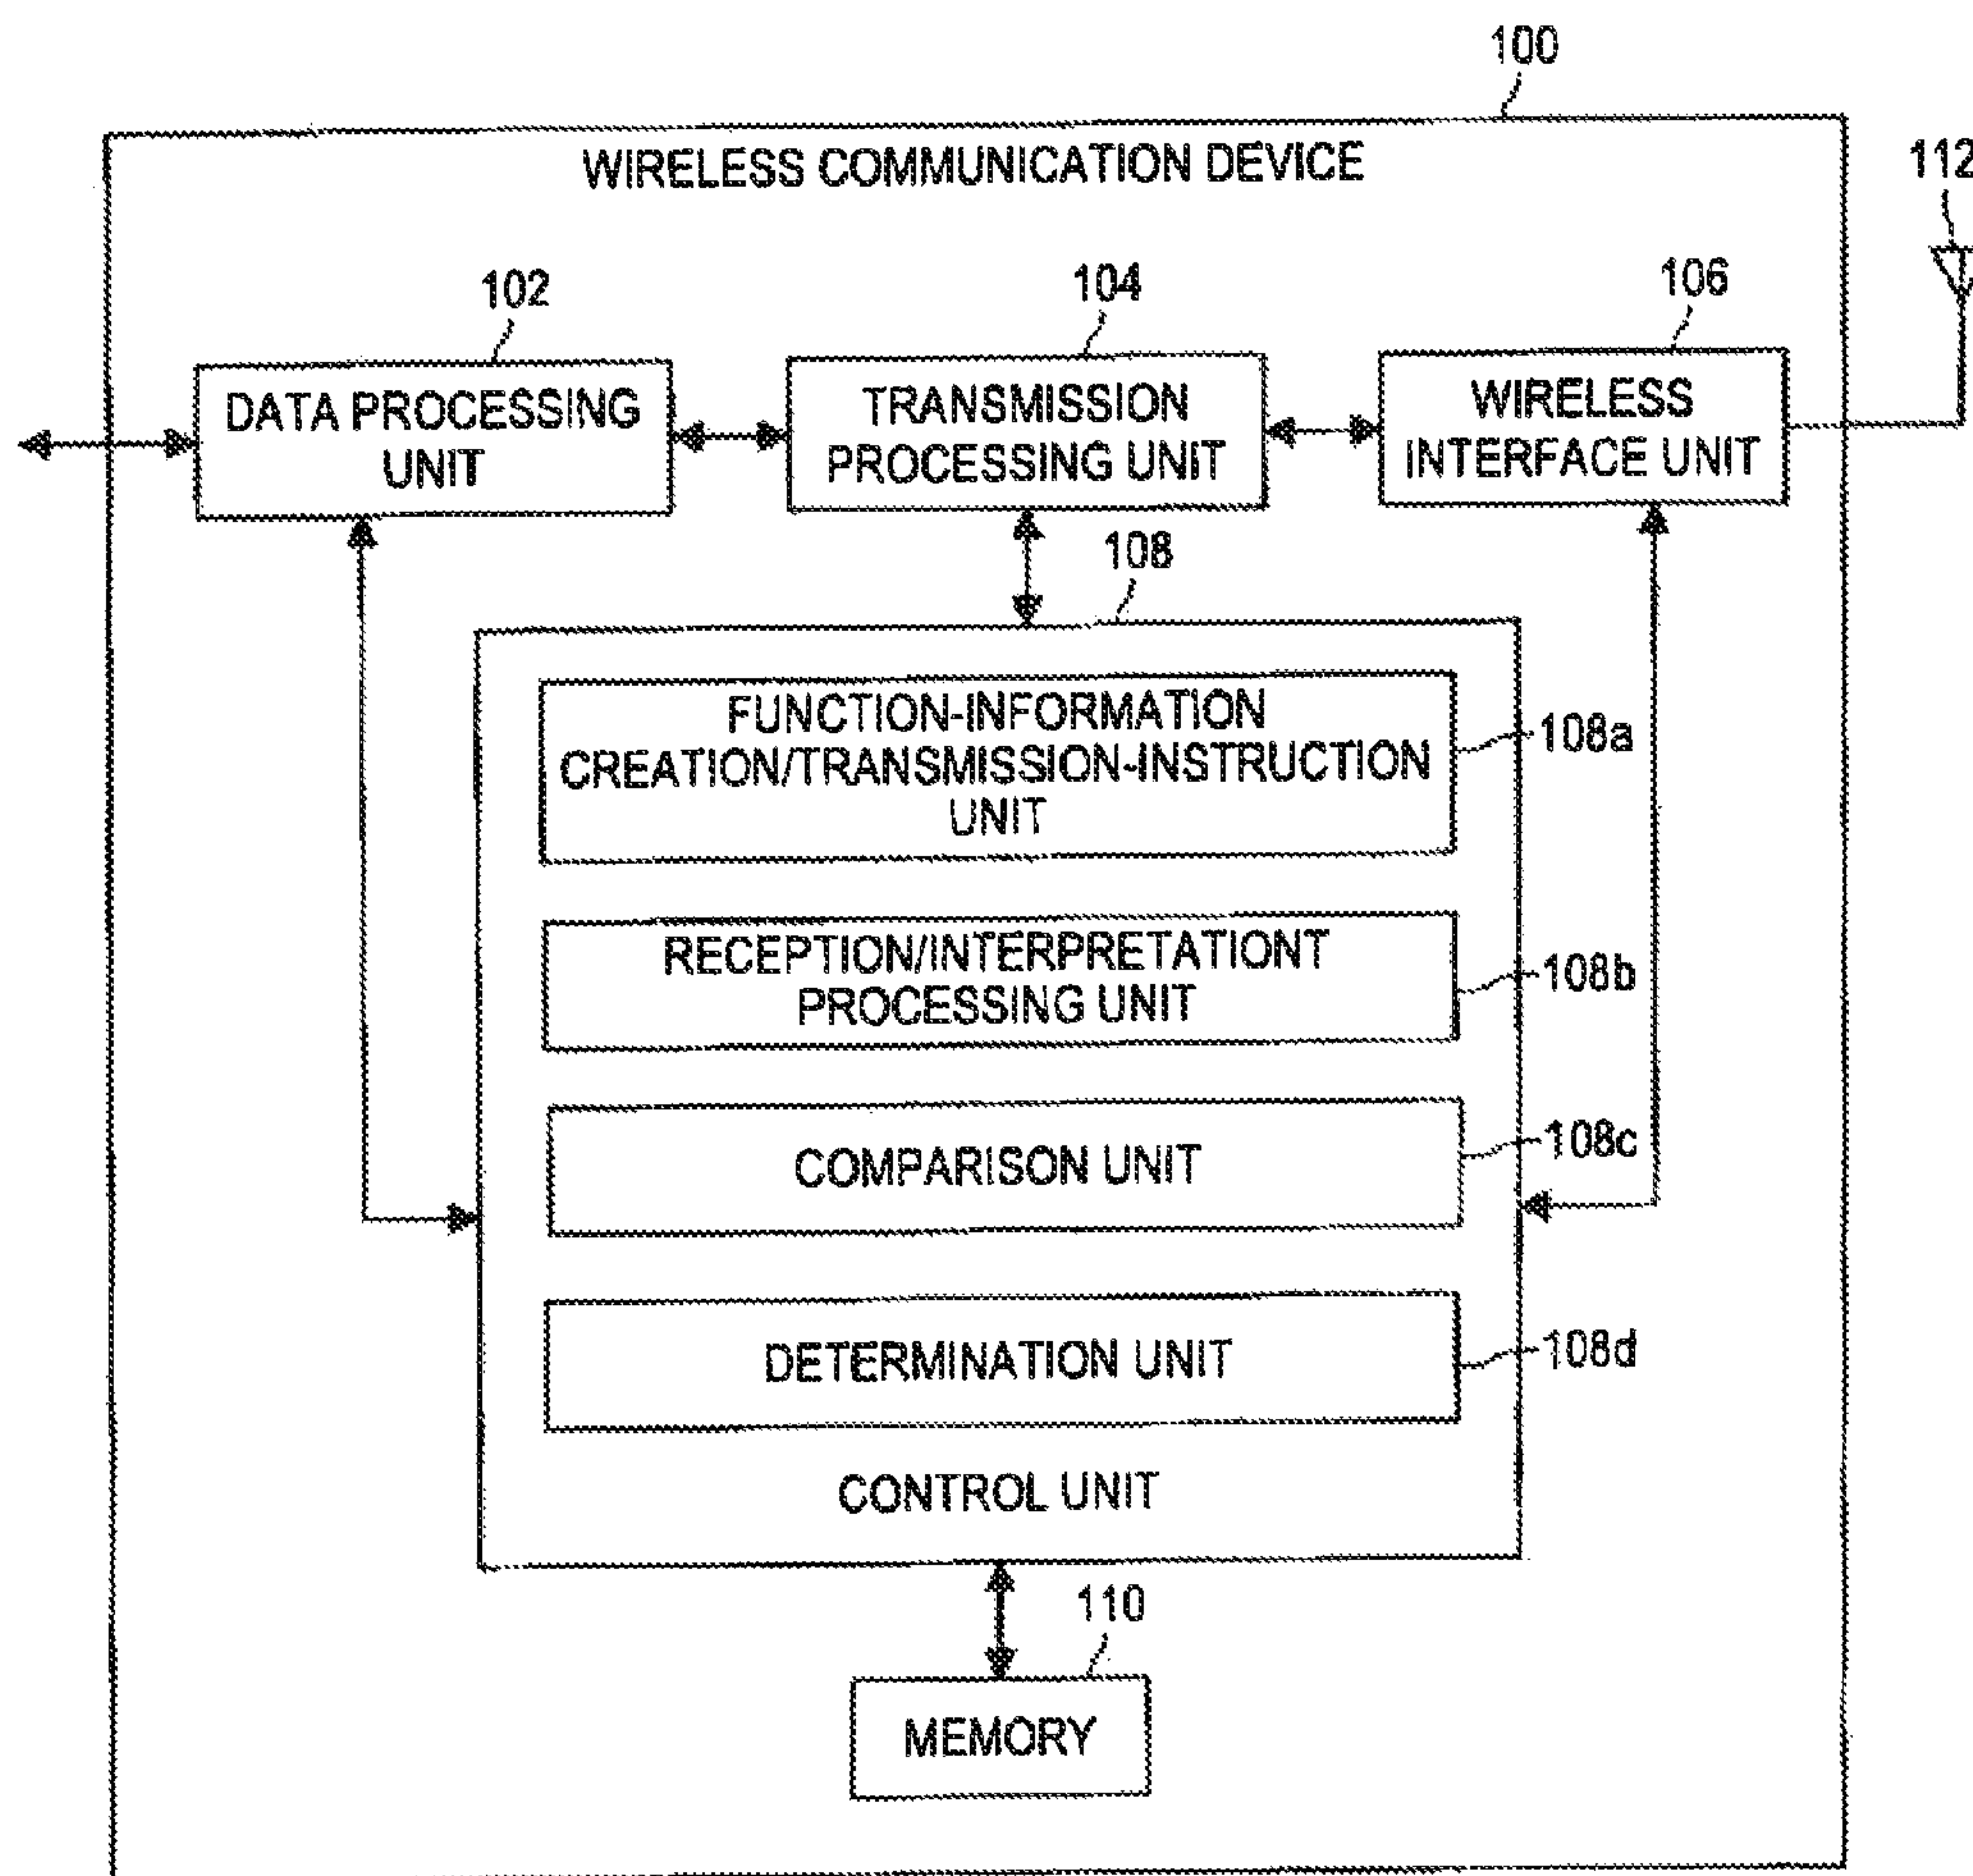 100
WIRELESS COMMUNICATION DEVICE
112
102
104
106
DATA PROCESSING
UNIT
TRANSMISSION
PROCESSING UNIT
WIRELESS
INTERFACE UNIT
108
FUNCTION-INFORMATION
CREATION/TRANSMISSION-INSTRUCTION
UNIT
108a
RECEPTION/INTERPRETATIONT
PROCESSING UNIT
108b
COMPARISON UNIT
108c
DETERMINATION UNIT
108d
CONTROL UNIT
110
MEMORY